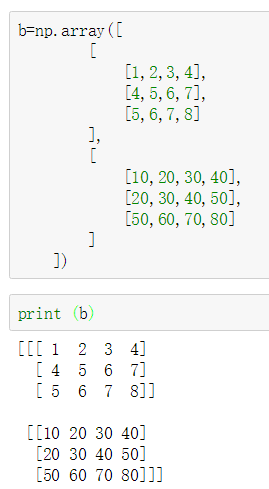 b=np.array([
        [
            [1,2,3,4],
            [4,5,6,7],
            [5,6,7,8]
        ],
        [
            [10,20,30,40],
            [20,30,40,50],
            [50,60,70,80]
        ]
    ])
print (b)
[[[ 1  2  3  4]
  [ 4  5  6  7]
  [ 5  6  7  8]]

 [[10 20 30 40]
  [20 30 40 50]
  [50 60 70 80]]]